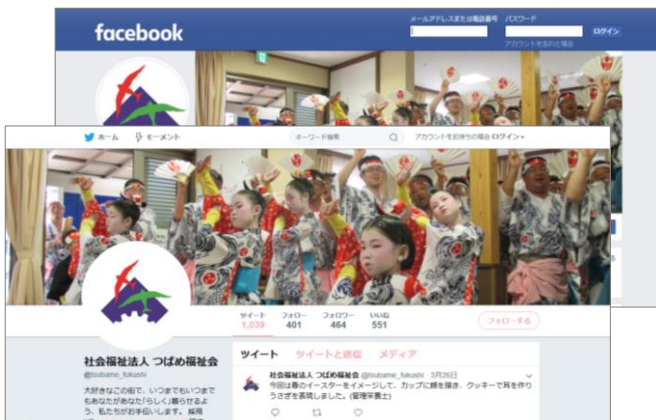 facebook
メールアドレスまたは電話番号 パスワード
ログイン
アカウントを忘れた場合
ホーム モーメント
キーワード検索
アカウントをお持ちの場合 ログイン
ツイート フォロー フォロワー いいね
1,039 401 464 551
フォローする
社会福祉法人 つばめ福祉会
@tsubame_fukushi
大好きなこの街で、いつまでもいつまで
もあなたがあなた「らしく」暮らせるよ
う、私たちがお手伝いします。 採用
ツイート ツイートと返信 メディア
社会福祉法人 つばめ福祉会 @tsubame_fukushi · 3月26日
今回は春のイースターをイメージして、カップに顔を描き、クッキーで耳を作り
うさぎを表現しました。(管理栄養士)